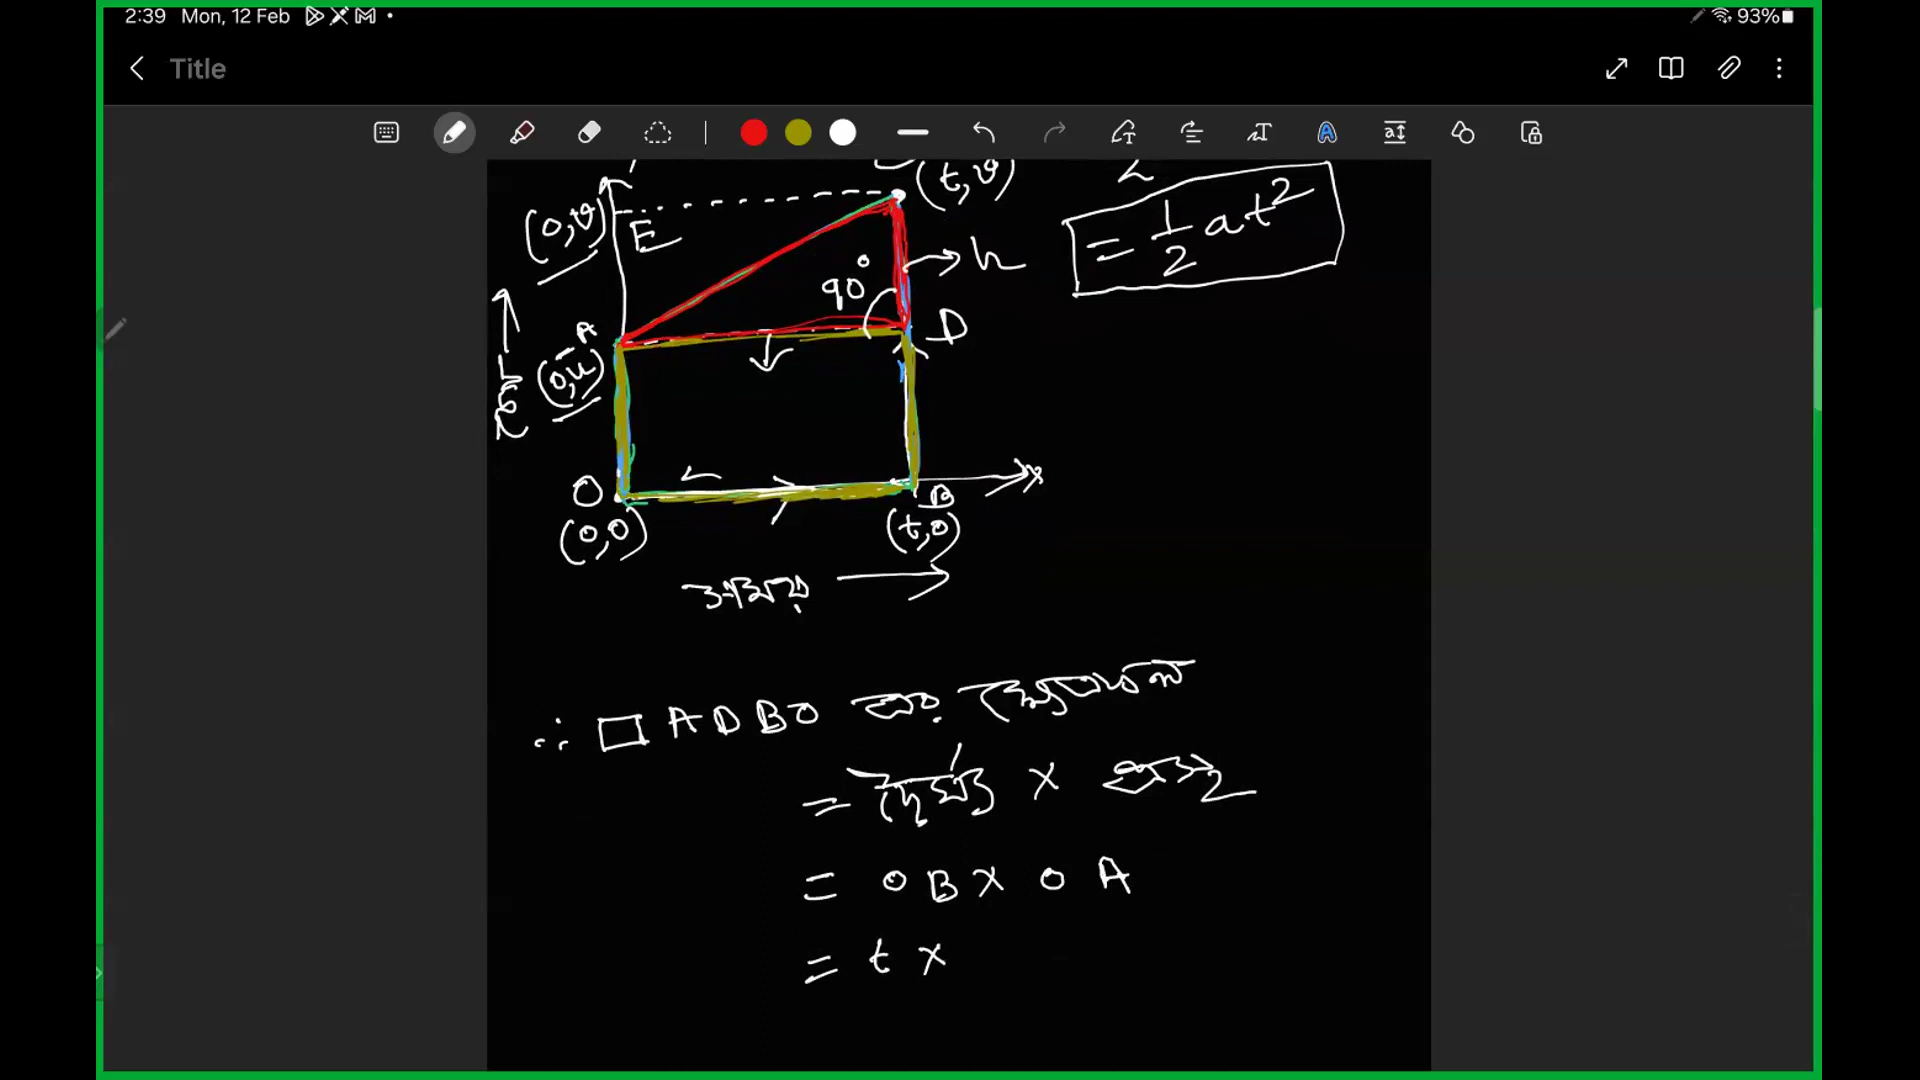 2:39 Mon, 12 Feb
93%
Title
(t, v)
(0, v)
E
= 1/2 at²
h
90°
A
D
(0, u)
O
B
x
(0,0)
(t,0)
সময়
∴ □ ADBO এর ক্ষেত্রফল
= দৈর্ঘ্য × প্রস্থ
= OB × OA
= t ×